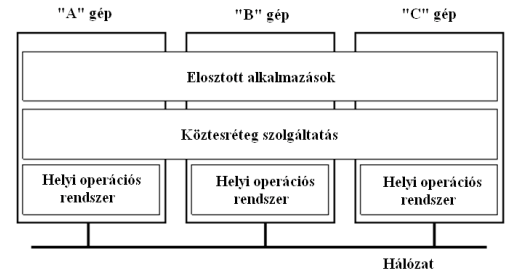 "A" gép
"B" gép
"C" gép
Elosztott alkalmazások
Köztesréteg szolgáltatás
Helyi operációs
rendszer
Helyi operációs
rendszer
Helyi operációs
rendszer
Hálózat